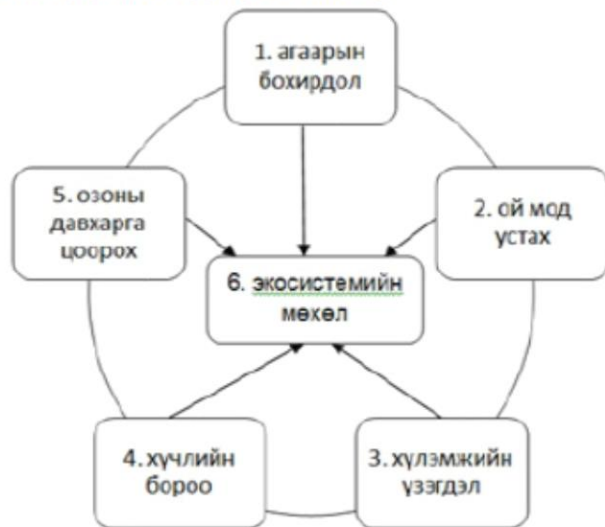 1. агаарын
бохирдол
5. озоны
давхарга
цоорох
2. ой мод
устах
6. экосистемийн
мөхөл
4. хүчлийн
бороо
3. хүлэмжийн
үзэгдэл